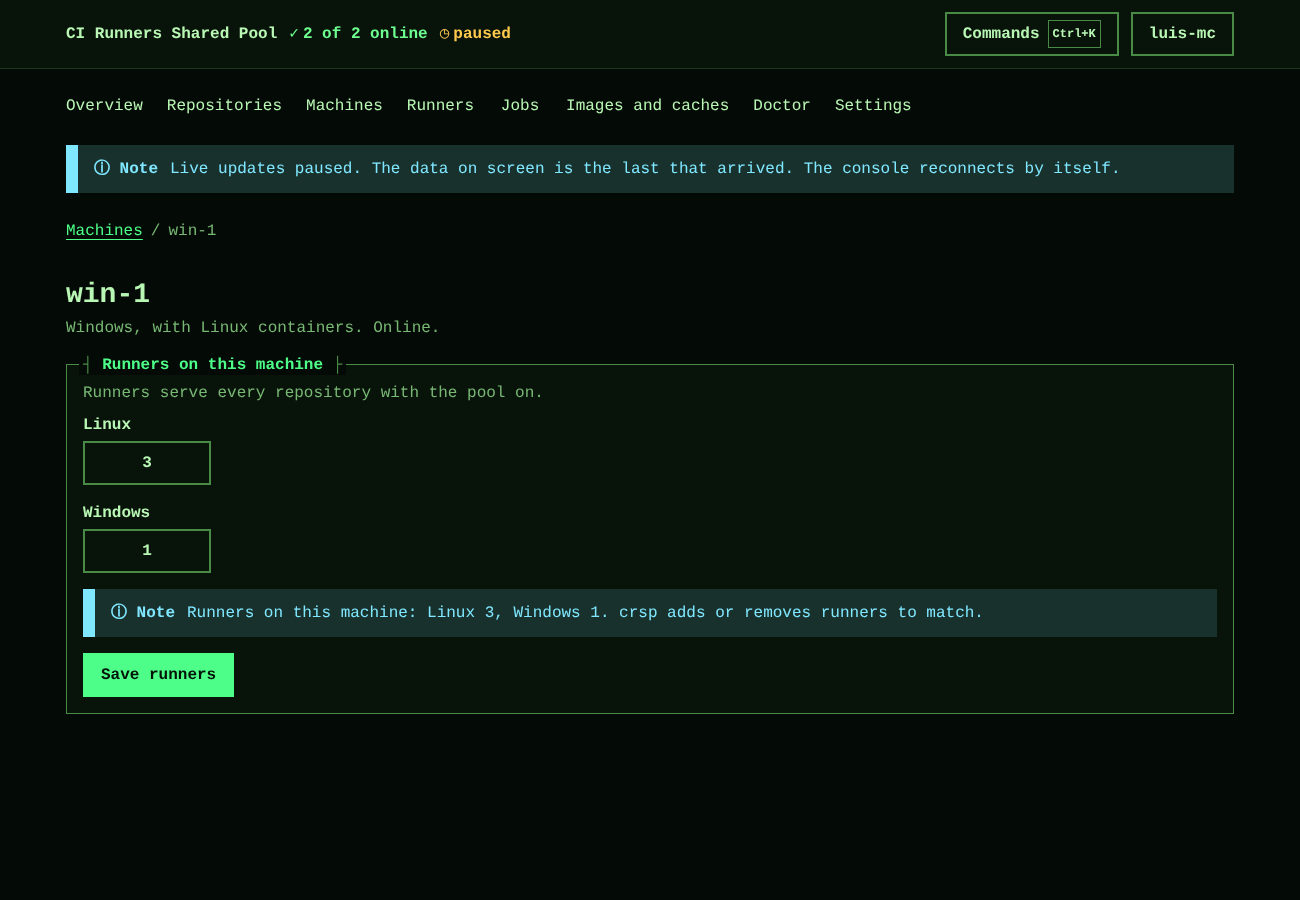 CI Runners Shared Pool ✓ 2 of 2 online ◷ paused
Commands Ctrl+K luis-mc
Overview Repositories Machines Runners Jobs Images and caches Doctor Settings
ⓘ Note Live updates paused. The data on screen is the last that arrived. The console reconnects by itself.
Machines / win-1
win-1
Windows, with Linux containers. Online.
┤ Runners on this machine ├
Runners serve every repository with the pool on.
Linux
3
Windows
1
ⓘ Note Runners on this machine: Linux 3, Windows 1. crsp adds or removes runners to match.
Save runners